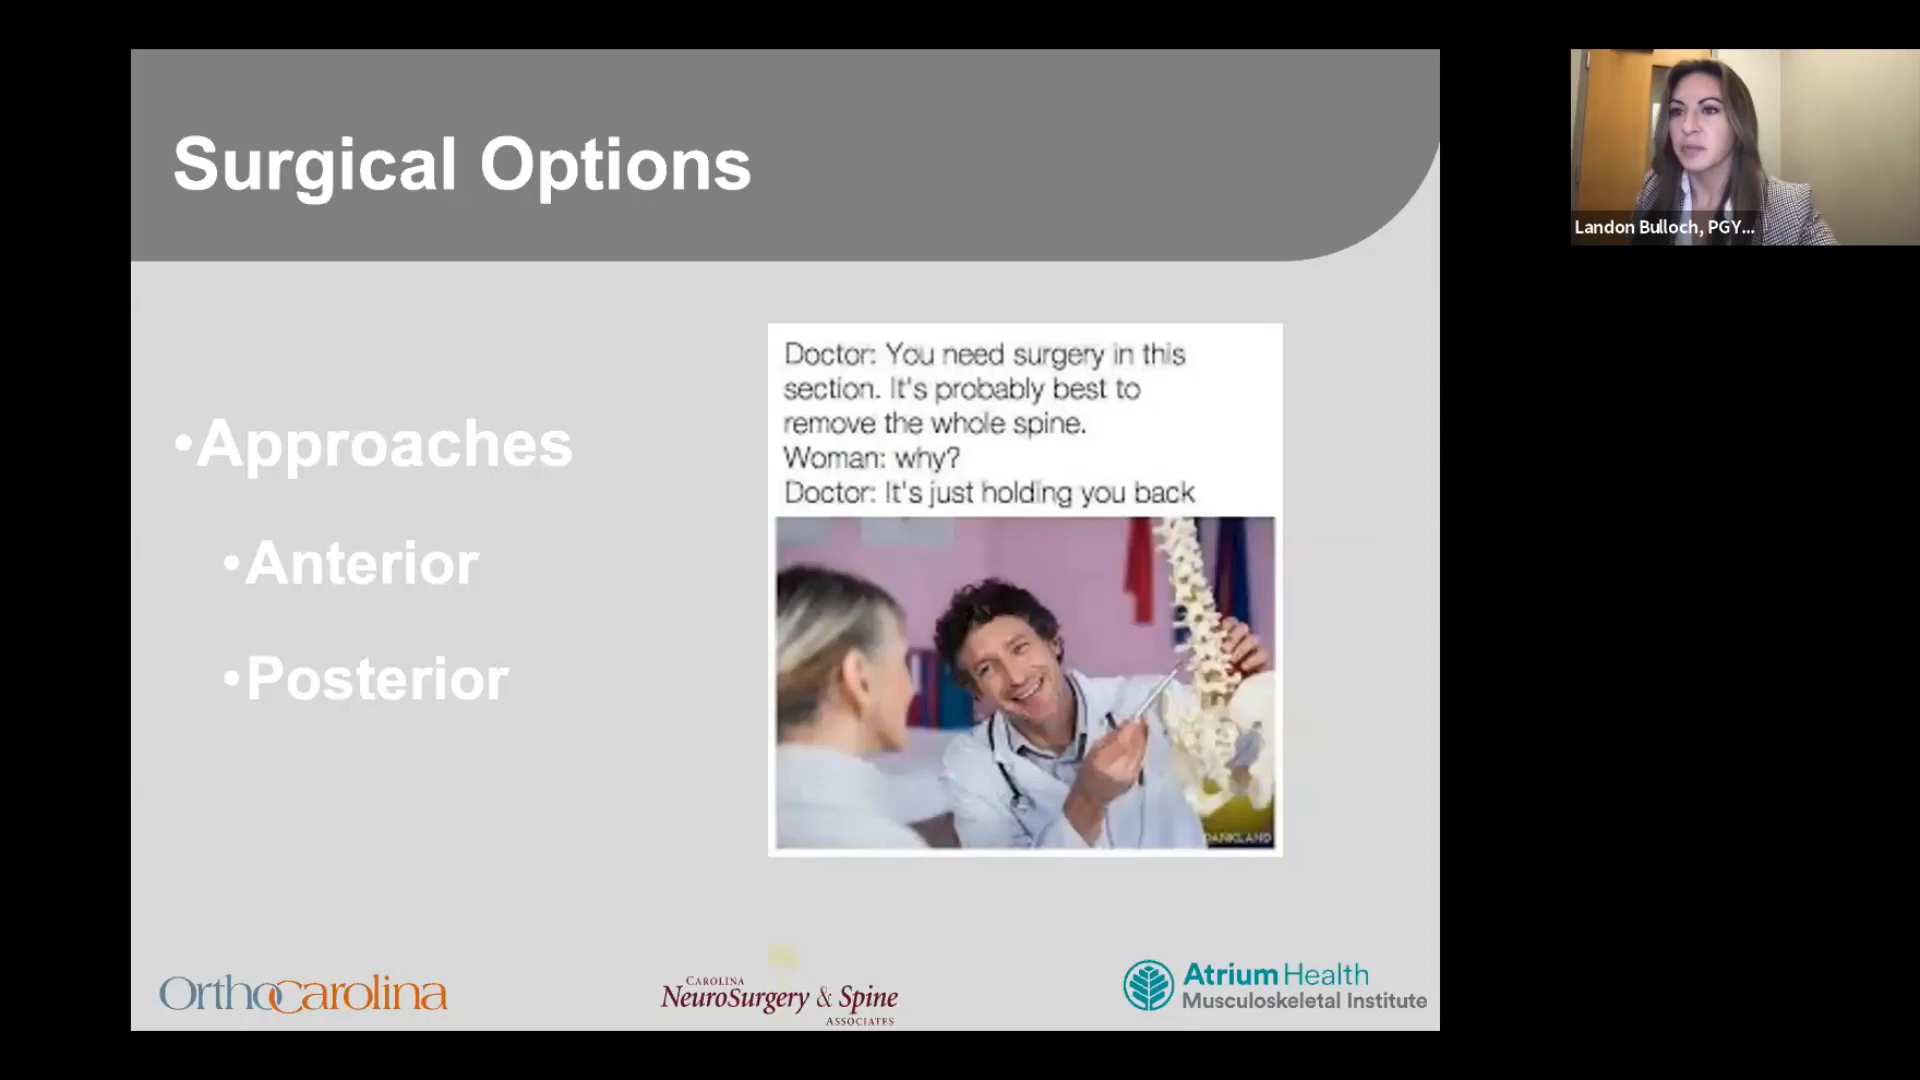 Surgical Options
•Approaches
•Anterior
•Posterior
Doctor: You need surgery in this
section. It's probably best to
remove the whole spine.
Woman: why?
Doctor: It's just holding you back
DANKLAND
OrthoCarolina
CAROLINA
NEUROSURGERY & SPINE
ASSOCIATES
Atrium Health
Musculoskeletal Institute
Landon Bulloch, PGY...